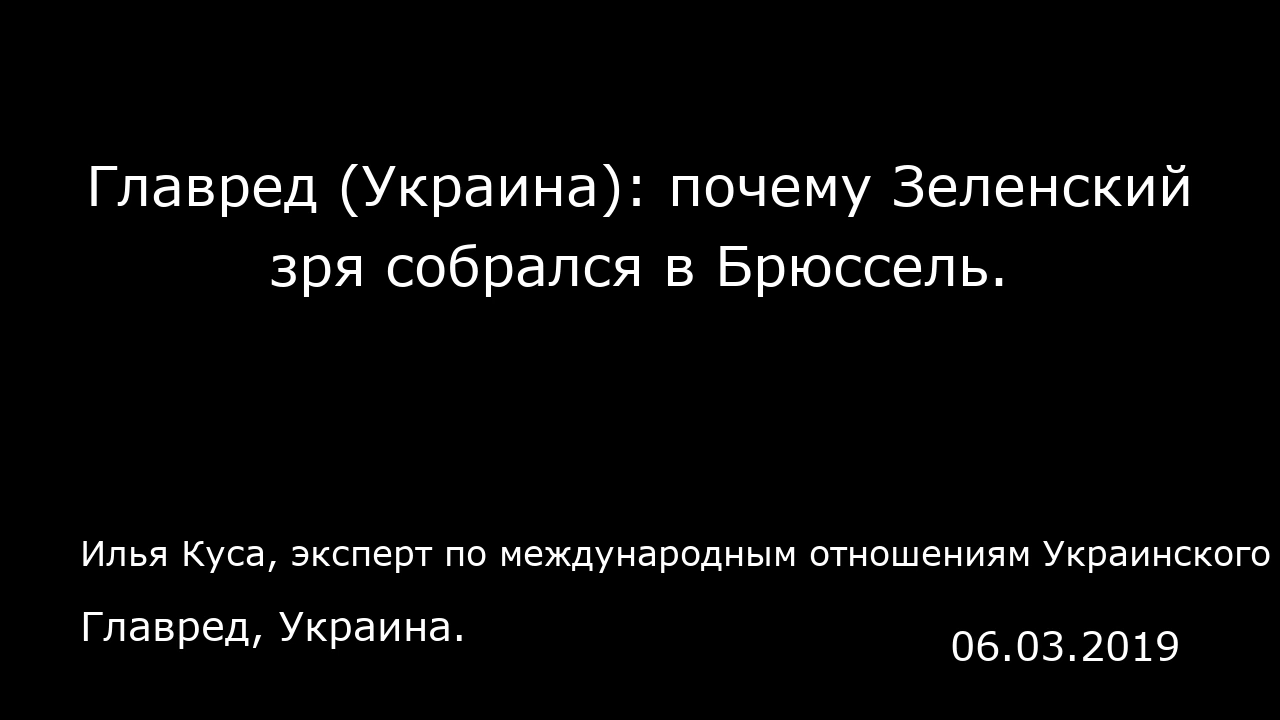 Главред (Украина): почему Зеленский
зря собрался в Брюссель.
Илья Куса, эксперт по международным отношениям Украинского
Главред, Украина.
06.03.2019